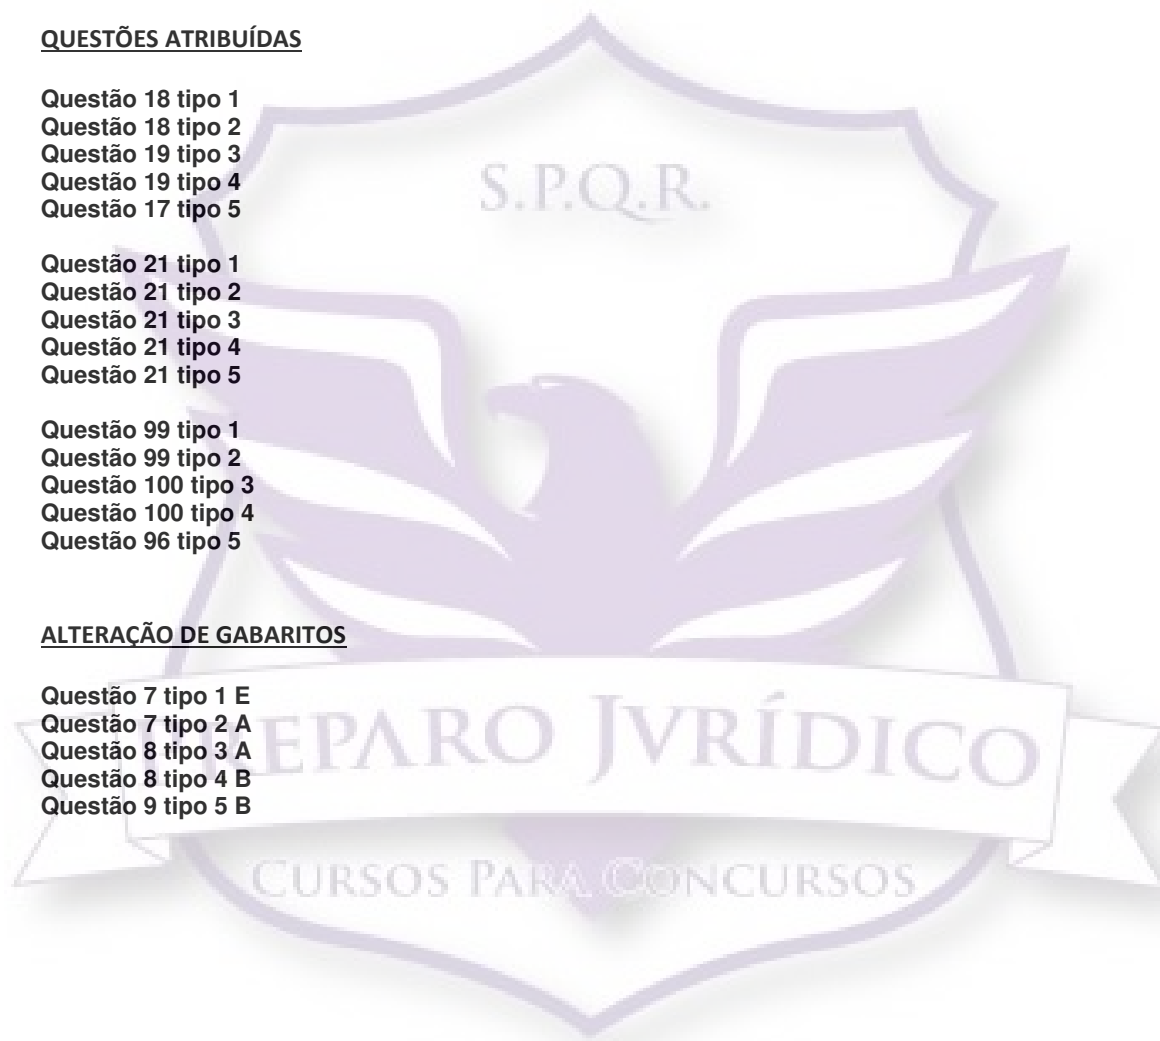 QUESTÕES ATRIBUÍDAS
Questão 18 tipo 1
Questão 18 tipo 2
Questão 19 tipo 3
Questão 19 tipo 4
Questão 17 tipo 5
S.P.Q.R.
Questão 21 tipo 1
Questão 21 tipo 2
Questão 21 tipo 3
Questão 21 tipo 4
Questão 21 tipo 5
Questão 99 tipo 1
Questão 99 tipo 2
Questão 100 tipo 3
Questão 100 tipo 4
Questão 96 tipo 5
ALTERAÇÃO DE GABARITOS
Questão 7 tipo 1 E
Questão 7 tipo 2 A
Questão 8 tipo 3 A
Questão 8 tipo 4 B
Questão 9 tipo 5 B
PREPARO JVRÍDICO
CURSOS PARA CONCURSOS